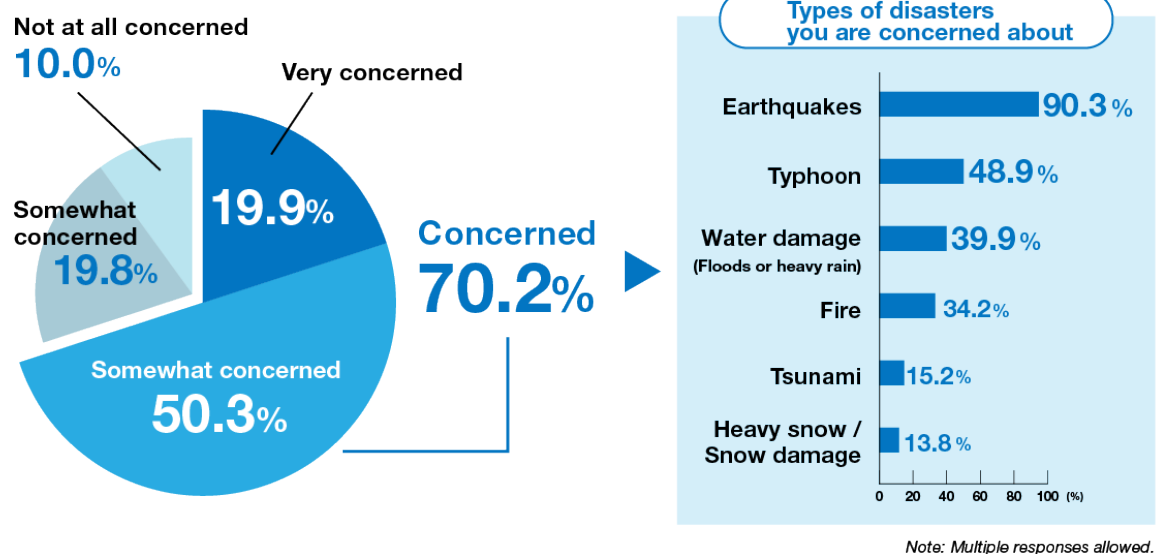 Not at all concerned
10.0%
Very concerned
19.9%
Somewhat
concerned
19.8%
Somewhat concerned
50.3%
Concerned
70.2%
Types of disasters
you are concerned about
Earthquakes
90.3%
Typhoon
48.9%
Water damage
(Floods or heavy rain)
39.9%
Fire
34.2%
Tsunami
15.2%
Heavy snow /
Snow damage
13.8%
0 20 40 60 80 100 (%)
Note: Multiple responses allowed.